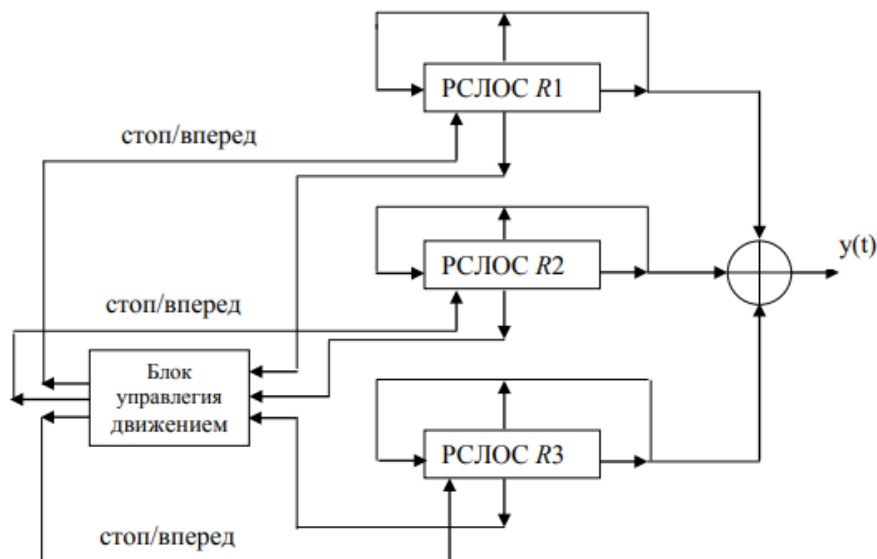 РСЛОС R1
стоп/вперед
РСЛОС R2
y(t)
стоп/вперед
Блок
управлегия
движением
РСЛОС R3
стоп/вперед